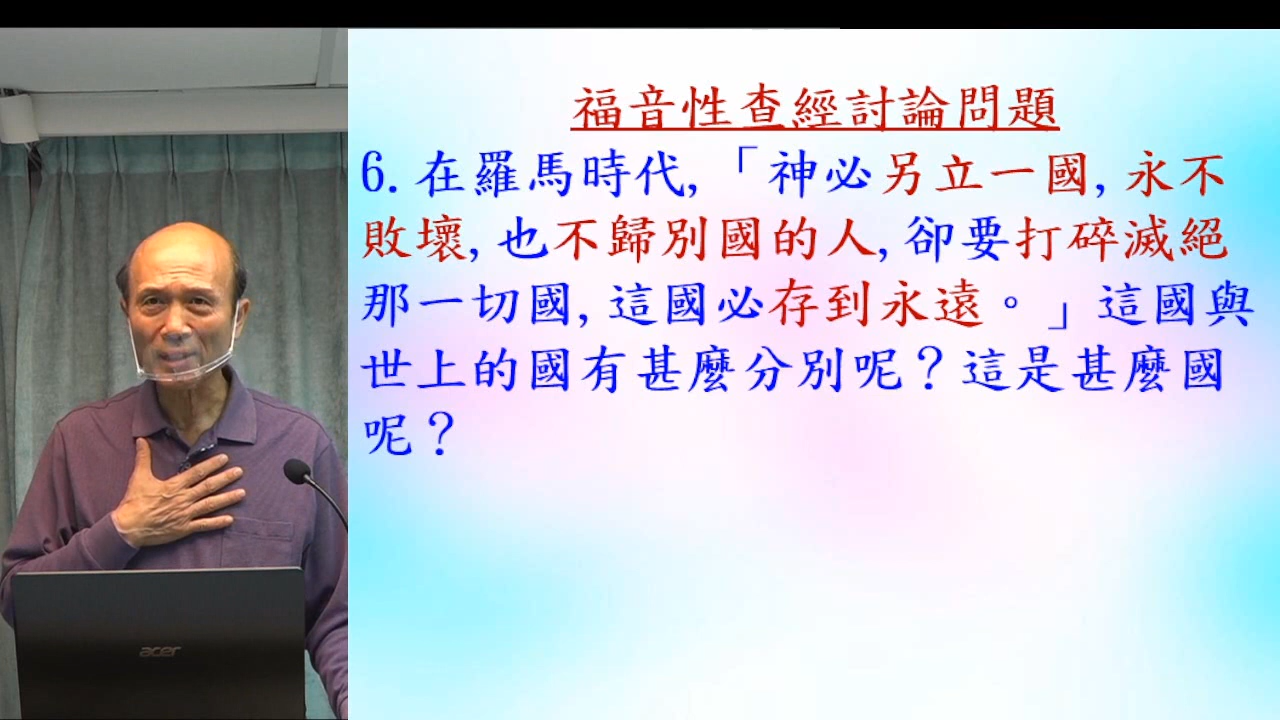 福音性查經討論問題
6.在羅馬時代,「神必另立一國,永不
敗壞,也不歸別國的人,卻要打碎滅絕
那一切國,這國必存到永遠。」這國與
世上的國有甚麼分別呢？這是甚麼國
呢？
acer